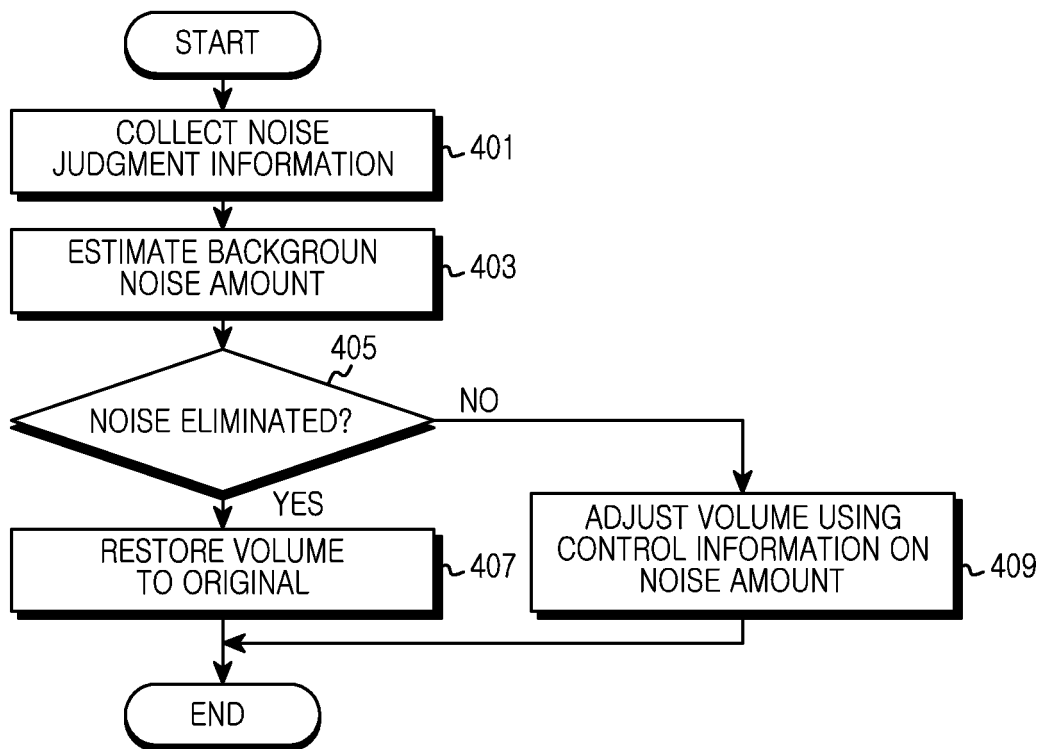 START
COLLECT NOISE
JUDGMENT INFORMATION
401
ESTIMATE BACKGROUN
NOISE AMOUNT
403
405
NOISE ELIMINATED?
NO
YES
RESTORE VOLUME
TO ORIGINAL
407
ADJUST VOLUME USING
CONTROL INFORMATION ON
NOISE AMOUNT
409
END